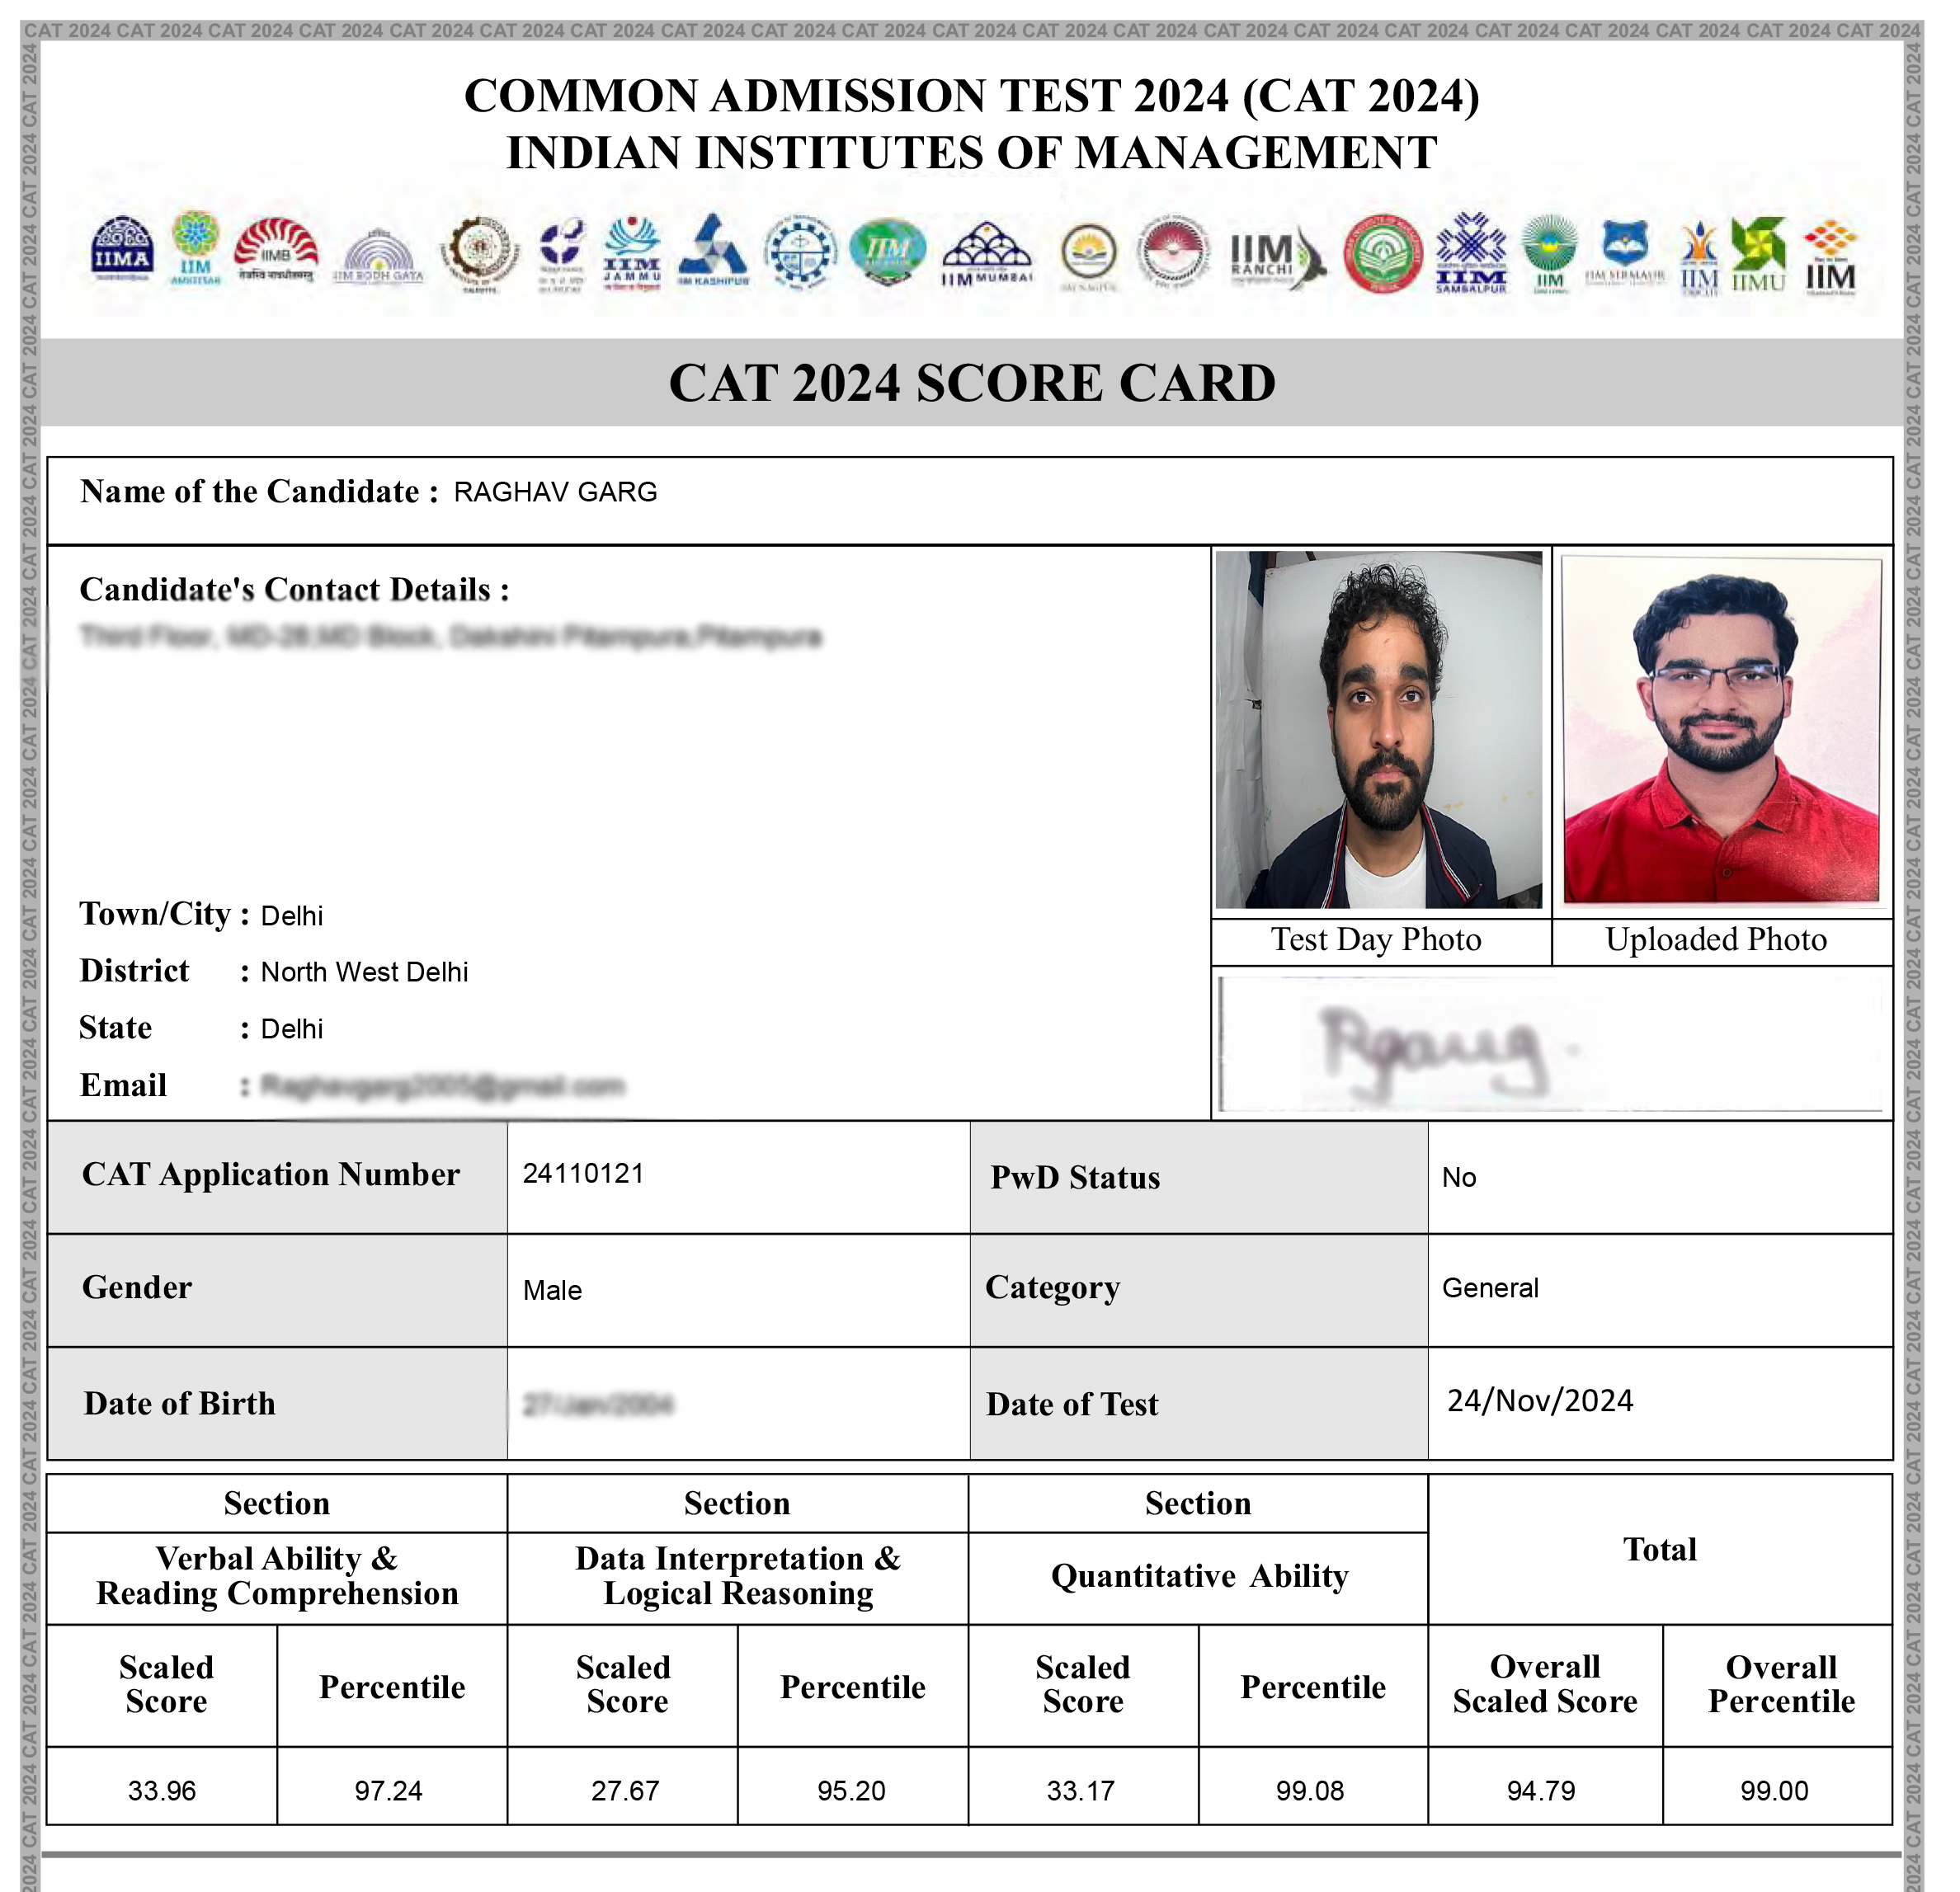 CAT 2024 CAT 2024 CAT 2024 CAT 2024 CAT 2024 CAT 2024 CAT 2024 CAT 2024 CAT 2024 CAT 2024 CAT 2024 CAT 2024 CAT 2024 CAT 2024 CAT 2024 CAT 2024 CAT 2024 CAT 2024 CAT 2024 CAT 2024 CAT 2024
COMMON ADMISSION TEST 2024 (CAT 2024)
INDIAN INSTITUTES OF MANAGEMENT
IIMA
IIM AMRITSAR
IIMB
IIM BODH GAYA
IIM JAMMU
IIM KASHIPUR
IIM
IIM MUMBAI
IIM NAGPUR
IIM RANCHI
IIM SAMBALPUR
IIM
IIM SIRMAUR
IIM
IIMU
IIM
CAT 2024 SCORE CARD
Name of the Candidate : RAGHAV GARG
Candidate's Contact Details :
Town/City : Delhi
District : North West Delhi
State : Delhi
Email :
Test Day Photo Uploaded Photo
CAT Application Number 24110121 PwD Status No
Gender Male Category General
Date of Birth Date of Test 24/Nov/2024
Section Section Section Total
Verbal Ability & Reading Comprehension
Data Interpretation & Logical Reasoning
Quantitative Ability
Scaled Score Percentile Scaled Score Percentile Scaled Score Percentile Overall Scaled Score Overall Percentile
33.96 97.24 27.67 95.20 33.17 99.08 94.79 99.00